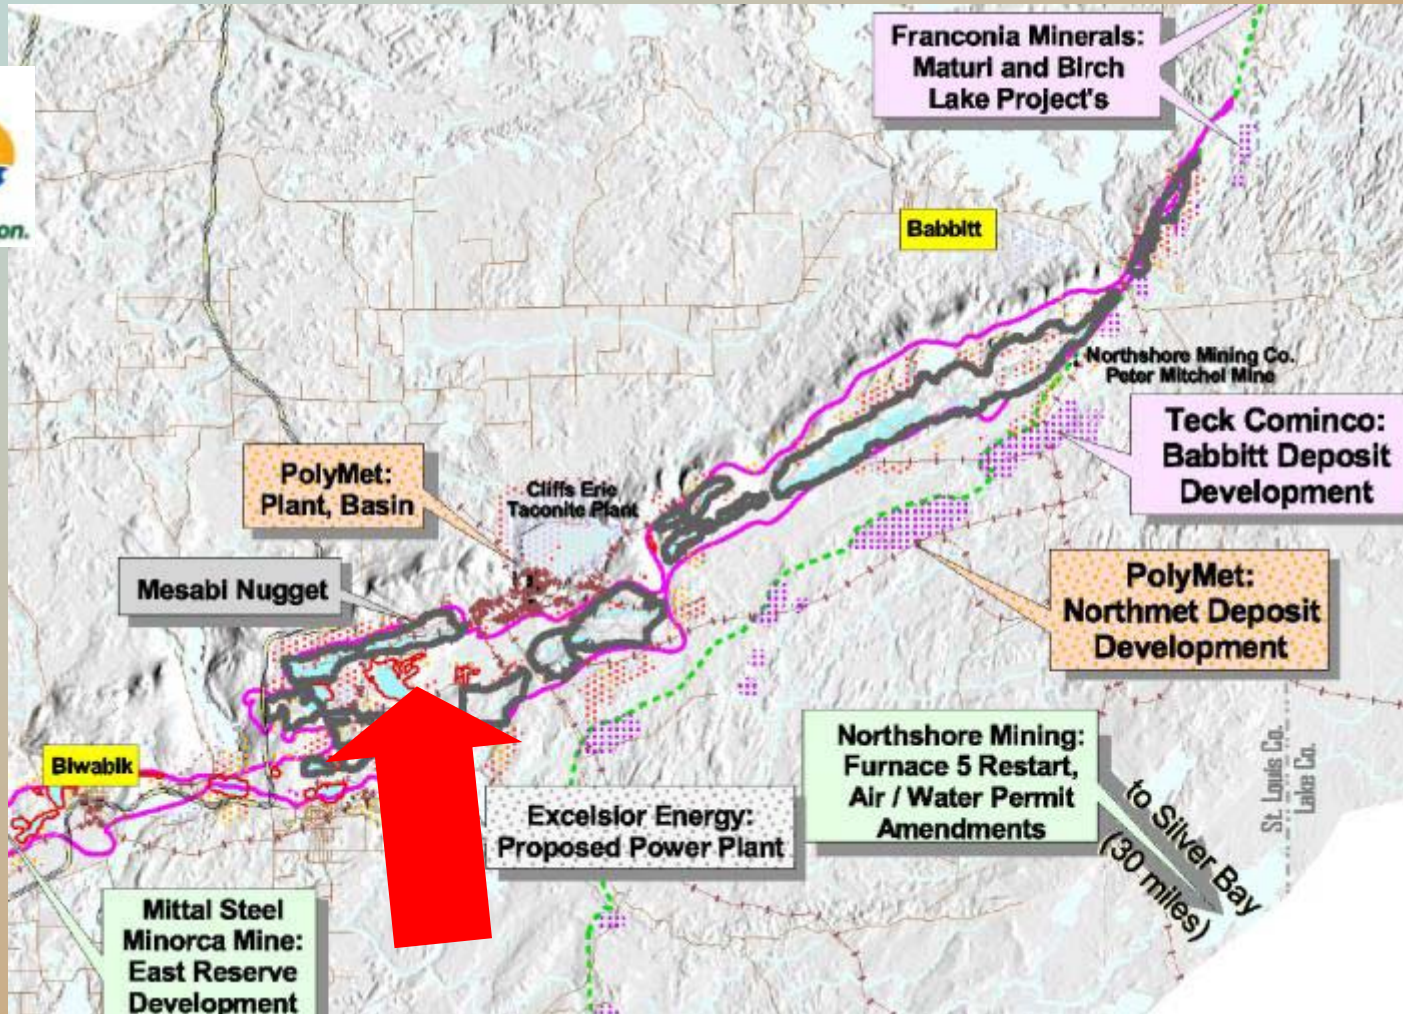 Franconia Minerals:
Maturi and Birch
Lake Project's
on.
Babbitt
Northshore Mining Co.
Peter Mitchel Mine
Teck Cominco:
Babbitt Deposit
Development
PolyMet:
Plant, Basin
Cliffs Erie
Taconite Plant
Mesabi Nugget
PolyMet:
Northmet Deposit
Development
Biwabik
Northshore Mining:
Furnace 5 Restart,
Air / Water Permit
Amendments
to Silver Bay
(30 miles)
St. Louis Co.
Lake Co.
Excelsior Energy:
Proposed Power Plant
Mittal Steel
Minorca Mine:
East Reserve
Development